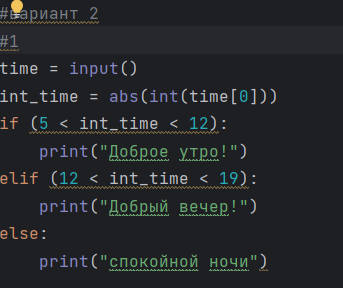 #вариант 2
#1
time = input()
int_time = abs(int(time[0]))
if (5 < int_time < 12):
    print("Доброе утро!")
elif (12 < int_time < 19):
    print("Добрый вечер!")
else:
    print("спокойной ночи")